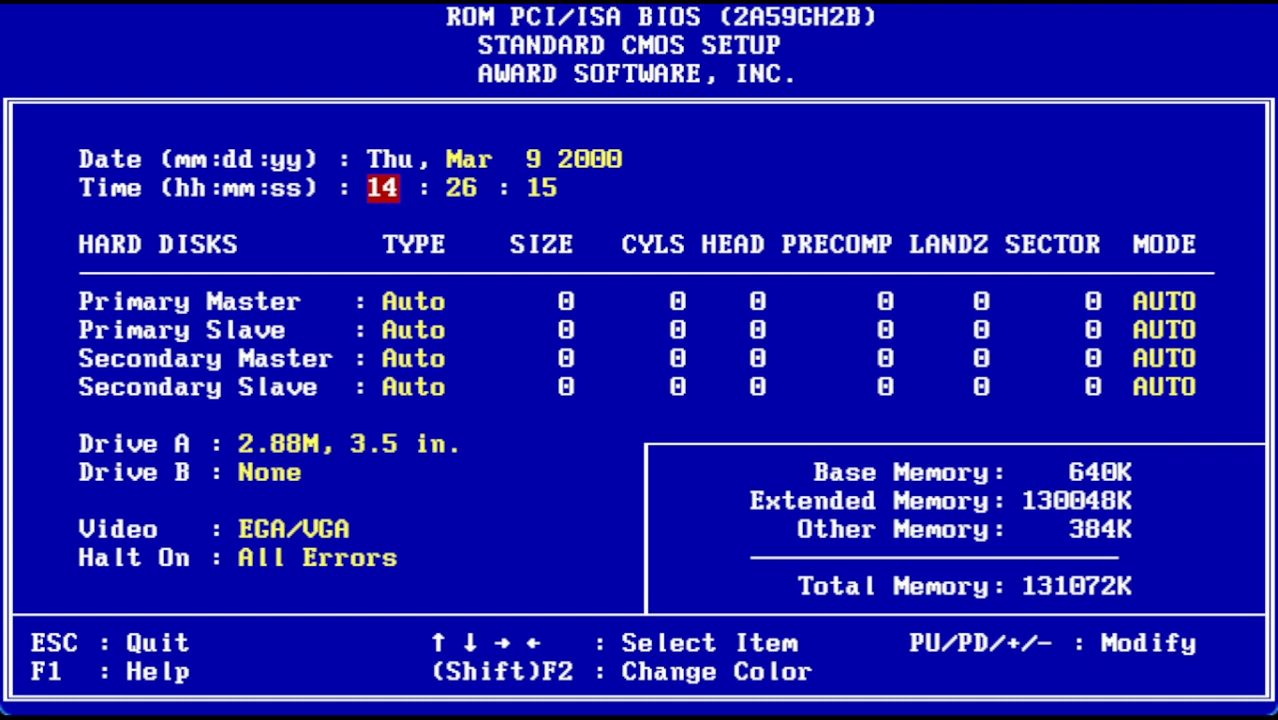 ROM PCI/ISA BIOS (2A59GH2B)
STANDARD CMOS SETUP
AWARD SOFTWARE, INC.
Date (mm:dd:yy) : Thu, Mar 9 2000
Time (hh:mm:ss) : 14 : 26 : 15
HARD DISKS TYPE SIZE CYLS HEAD PRECOMP LANDZ SECTOR MODE
Primary Master : Auto 0 0 0 0 0 0 AUTO
Primary Slave : Auto 0 0 0 0 0 0 AUTO
Secondary Master : Auto 0 0 0 0 0 0 AUTO
Secondary Slave : Auto 0 0 0 0 0 0 AUTO
Drive A : 2.88M, 3.5 in.
Drive B : None
Video : EGA/VGA
Halt On : All Errors
Base Memory: 640K
Extended Memory: 130048K
Other Memory: 384K
Total Memory: 131072K
ESC : Quit ↑ ↓ → ← : Select Item PU/PD/+/- : Modify
F1 : Help (Shift)F2 : Change Color